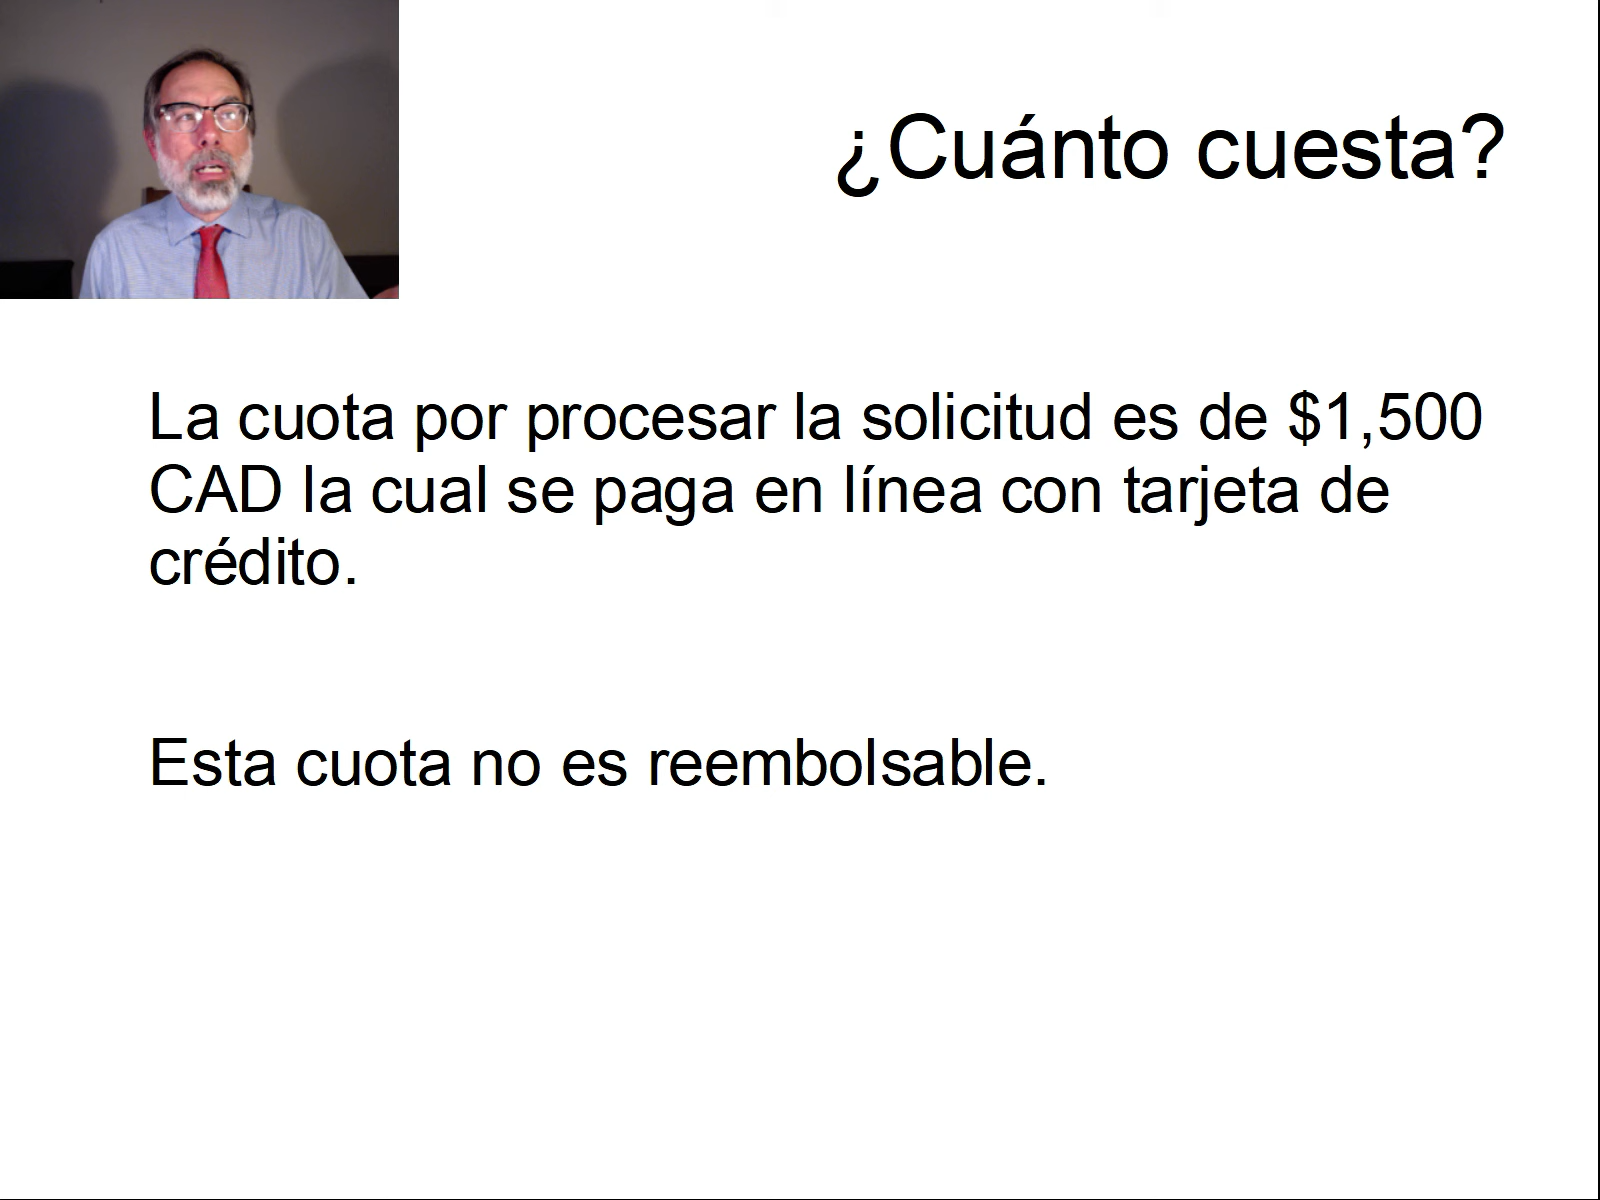 ¿Cuánto cuesta?
La cuota por procesar la solicitud es de $1,500
CAD la cual se paga en línea con tarjeta de
crédito.
Esta cuota no es reembolsable.